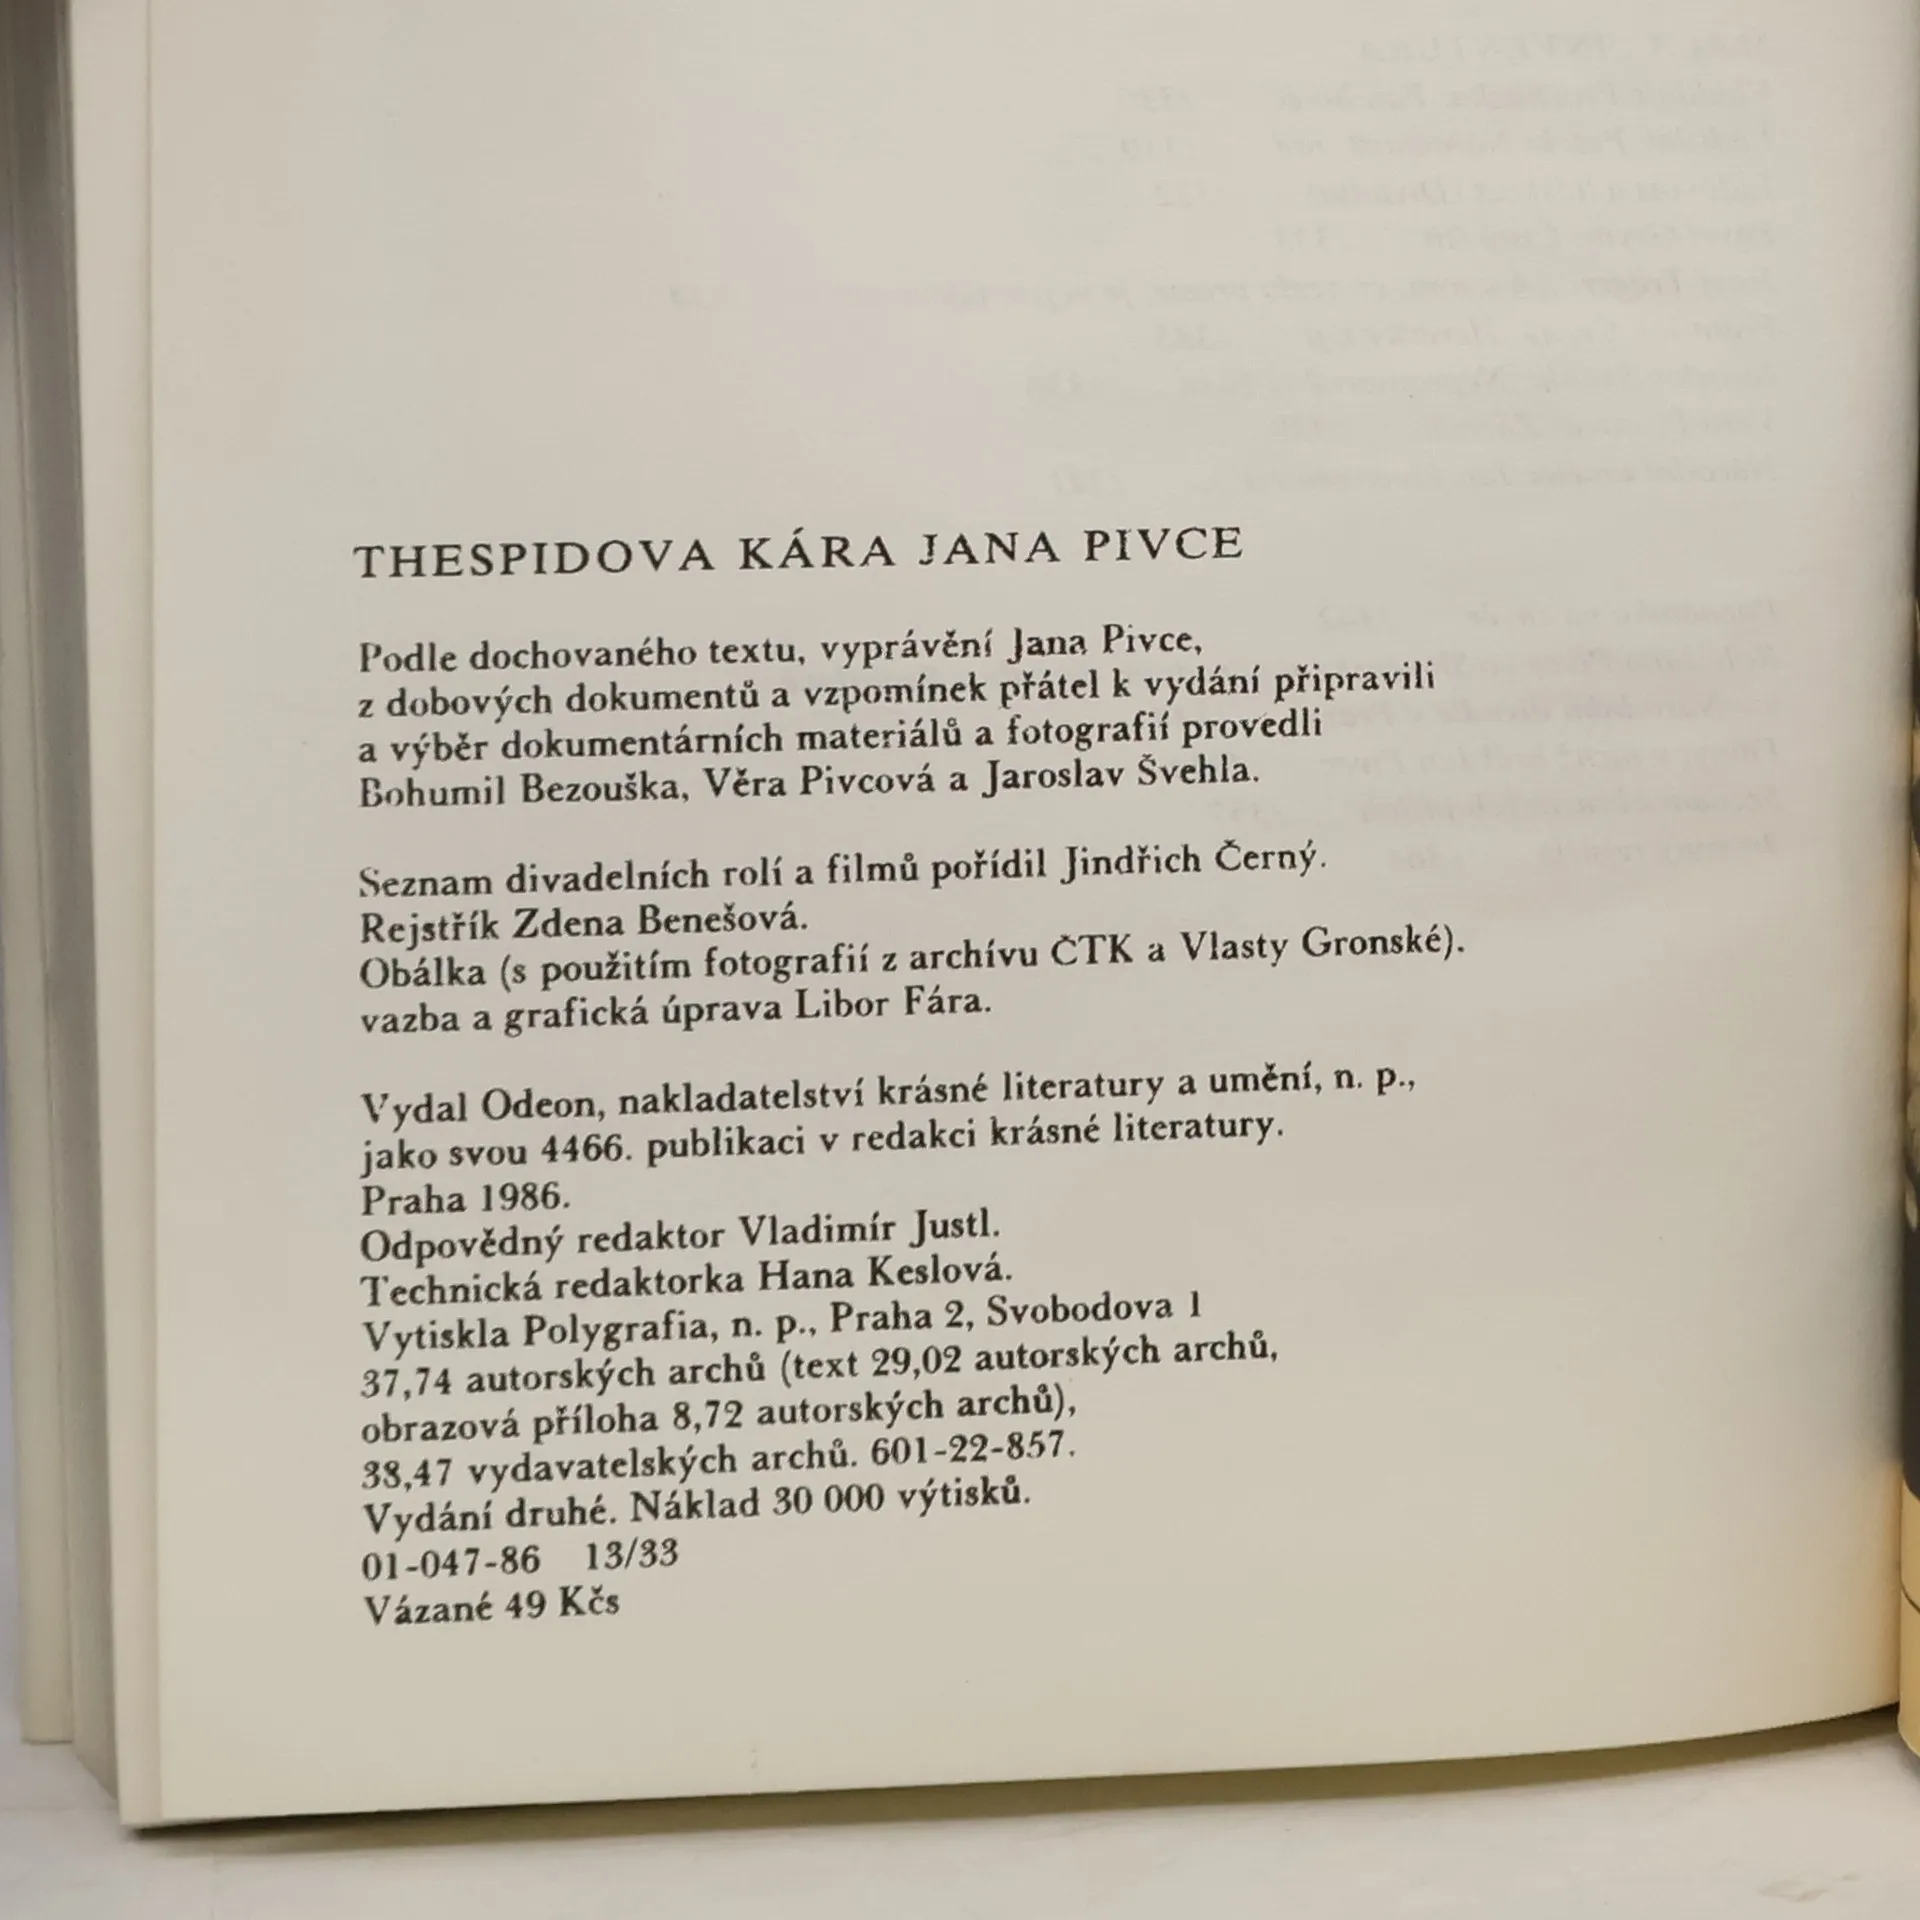 THESPIDOVA KÁRA JANA PIVCE
Podle dochovaného textu, vyprávění Jana Pivce,
z dobových dokumentů a vzpomínek přátel k vydání připravili
a výběr dokumentárních materiálů a fotografií provedli
Bohumil Bezouška, Věra Pivcová a Jaroslav Švehla.
Seznam divadelních rolí a filmů pořídil Jindřich Černý.
Rejstřík Zdena Benešová.
Obálka (s použitím fotografií z archívu ČTK a Vlasty Gronské).
vazba a grafická úprava Libor Fára.
Vydal Odeon, nakladatelství krásné literatury a umění, n. p.,
jako svou 4466. publikaci v redakci krásné literatury.
Praha 1986.
Odpovědný redaktor Vladimír Justl.
Technická redaktorka Hana Keslová.
Vytiskla Polygrafia, n. p., Praha 2, Svobodova 1
37,74 autorských archů (text 29,02 autorských archů,
obrazová příloha 8,72 autorských archů),
38,47 vydavatelských archů. 601-22-857.
Vydání druhé. Náklad 30 000 výtisků.
01-047-86 13/33
Vázané 49 Kčs